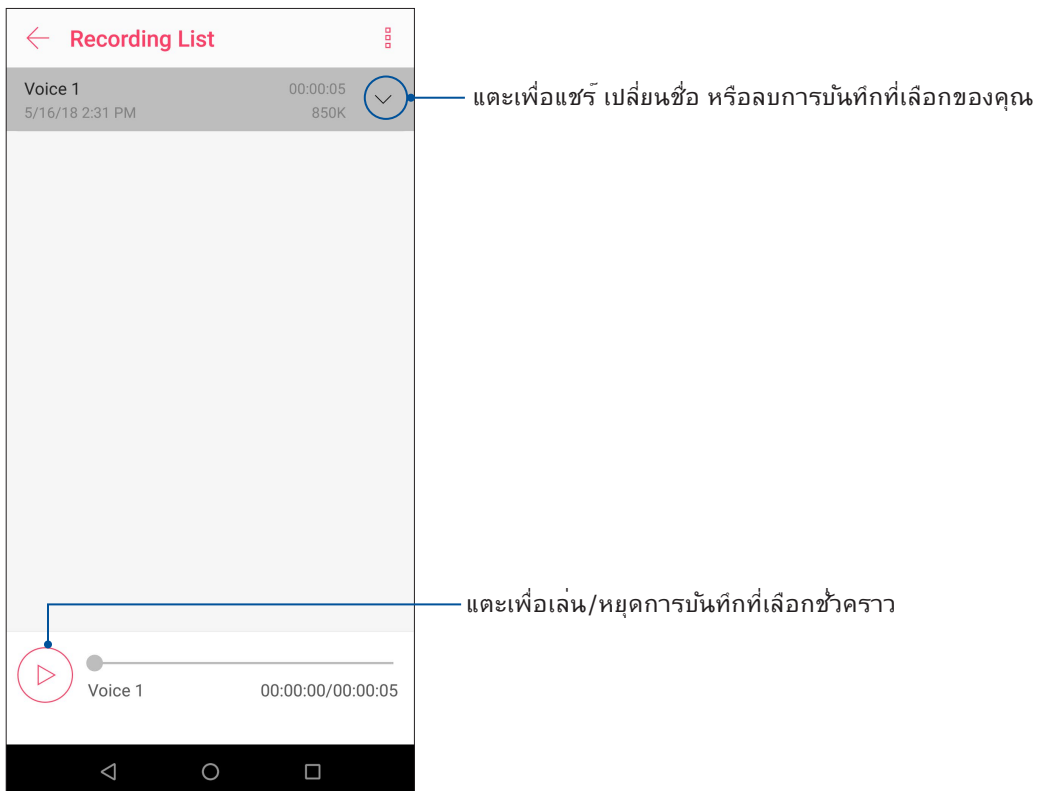 Recording List
Voice 1 00:00:05
5/16/18 2:31 PM 850K
แตะเพื่อแชร์ เปลี่ยนชื่อ หรือลบการบันทึกที่เลือกของคุณ
แตะเพื่อเล่น/หยุดการบันทึกที่เลือกชั่วคราว
Voice 1 00:00:00/00:00:05